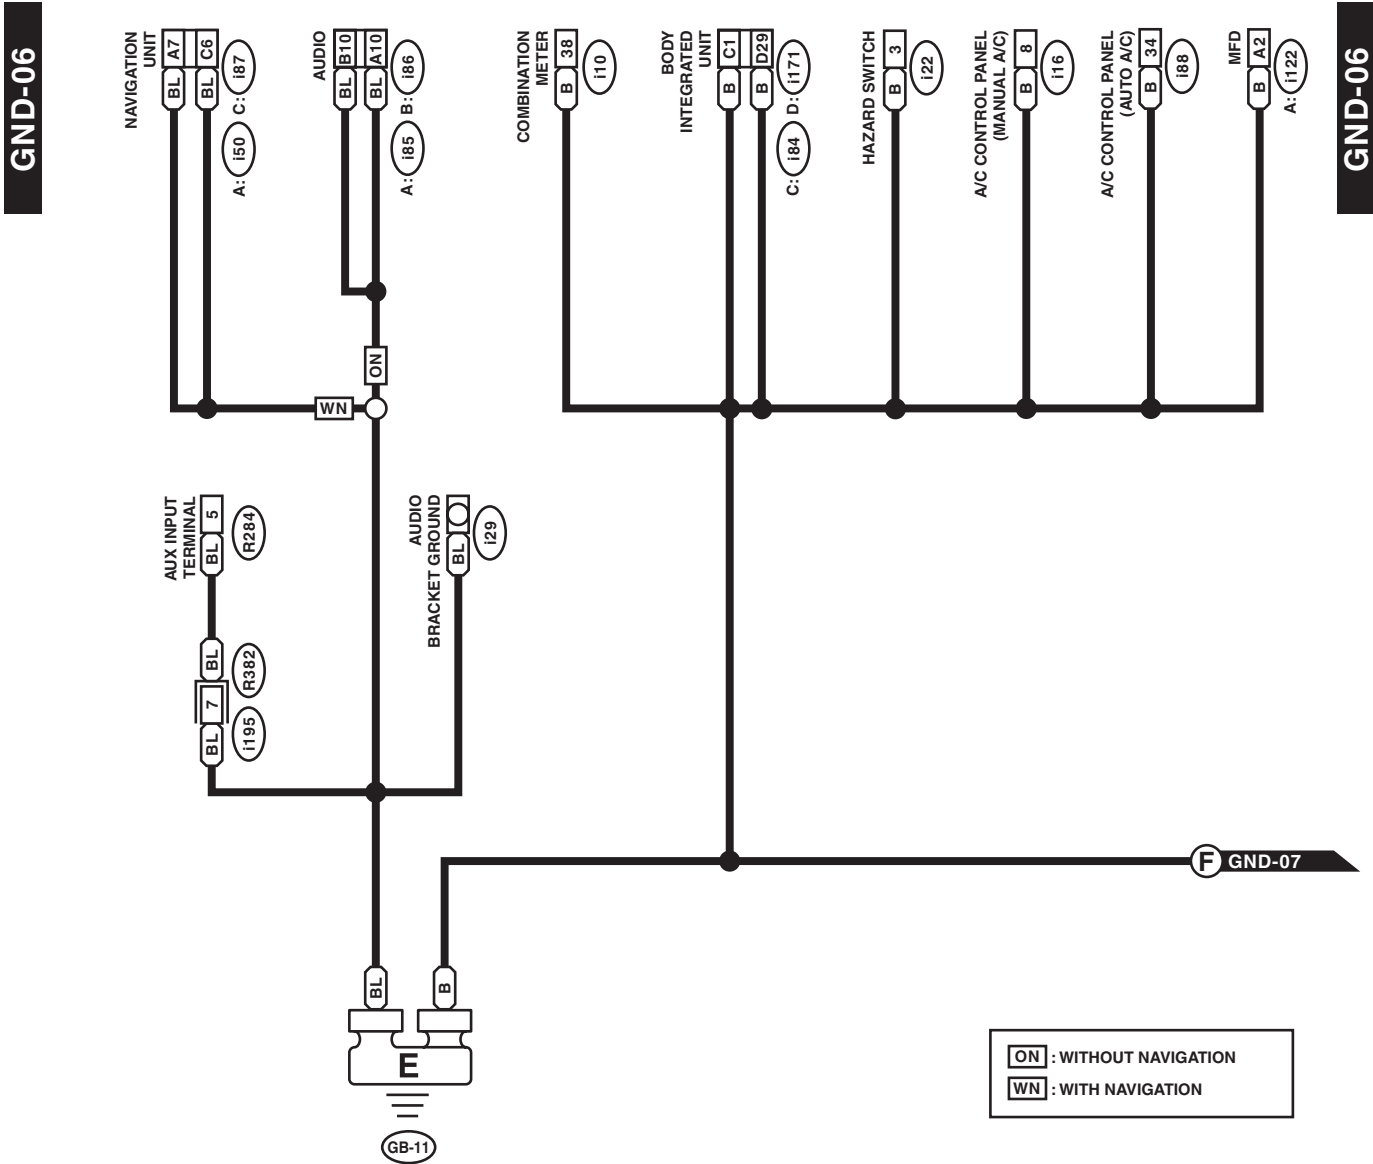 GND-06
GND-06
NAVIGATION
UNIT
A7
C6
BL
BL
C: i87
A: i50
AUDIO
B10
A10
BL
BL
B: i86
A: i85
COMBINATION
METER
38
B
i10
BODY
INTEGRATED
UNIT
C1
D29
B
B
D: i171
C: i84
HAZARD SWITCH
3
B
i22
A/C CONTROL PANEL
(MANUAL A/C)
8
B
i16
A/C CONTROL PANEL
(AUTO A/C)
34
B
i88
MFD
A2
B
A: i122
ON
WN
AUX INPUT
TERMINAL
5
BL
R284
BL
R382
7
BL
i195
AUDIO
BRACKET GROUND
BL
i29
F GND-07
BL
B
E
GB-11
ON : WITHOUT NAVIGATION
WN : WITH NAVIGATION